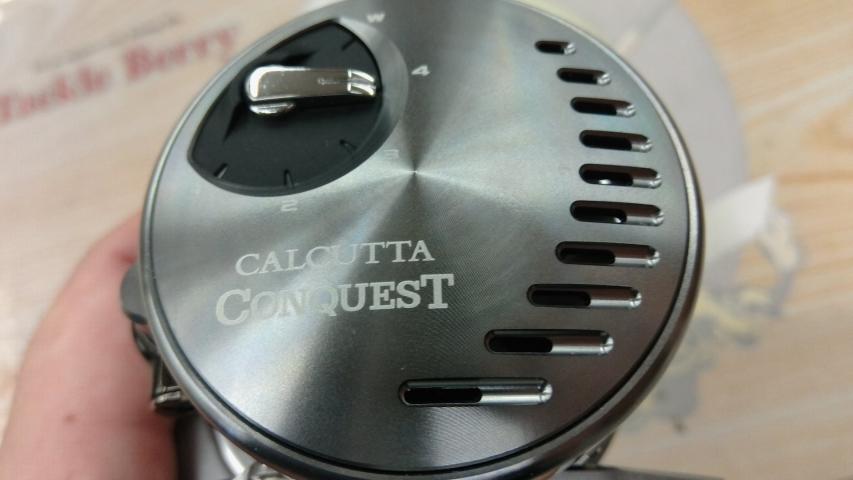 Tackle Berry
W
4
3
2
CALCUTTA
CONQUEST